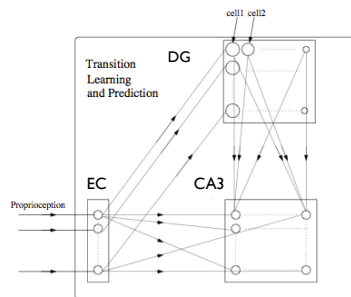 cell1 cell2
DG
Transition
Learning
and Prediction
EC
CA3
Proprioception